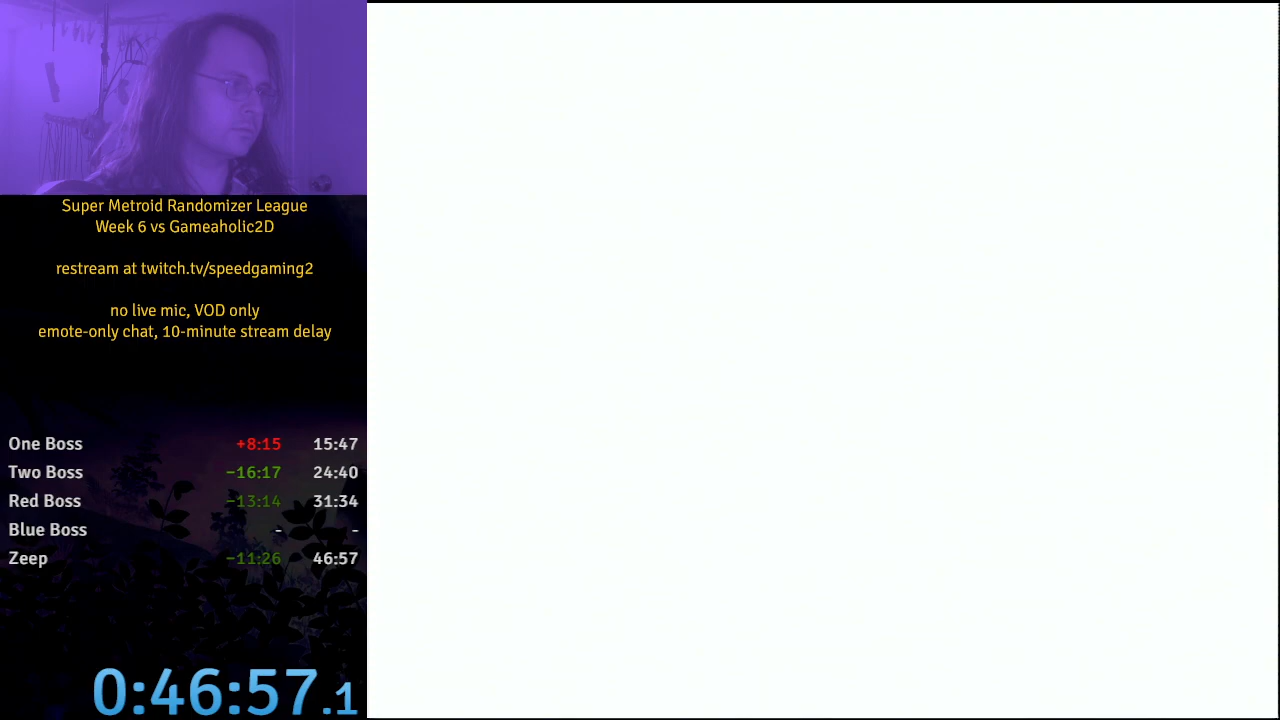 Super Metroid Randomizer League
Week 6 vs Gameaholic2D
restream at twitch.tv/speedgaming2
no live mic, VOD only
emote-only chat, 10-minute stream delay
One Boss +8:15 15:47
Two Boss −16:17 24:40
Red Boss −13:14 31:34
Blue Boss - -
Zeep −11:26 46:57
0:46:57.1